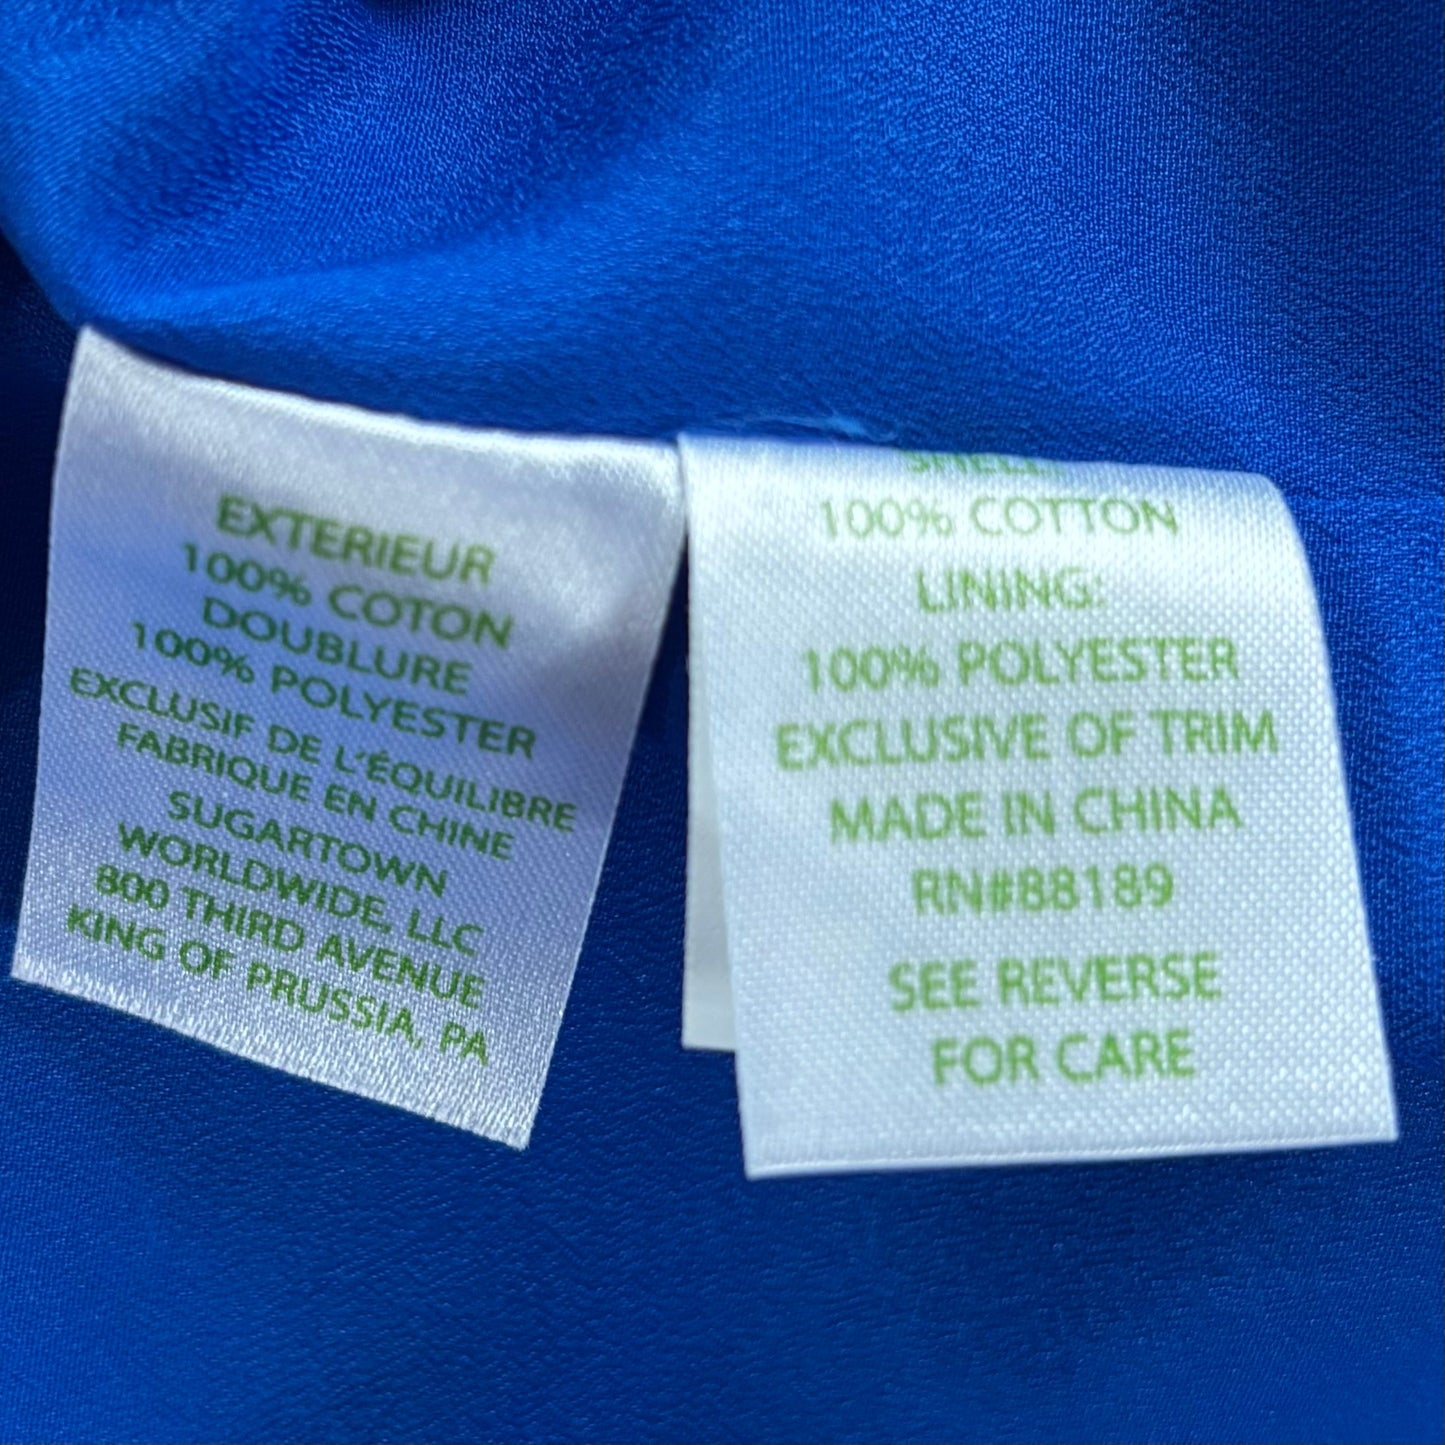 EXTERIEUR
100% COTON
DOUBLURE
100% POLYESTER
EXCLUSIF DE L'ÉQUILIBRE
FABRIQUE EN CHINE
SUGARTOWN
WORLDWIDE, LLC
800 THIRD AVENUE
KING OF PRUSSIA, PA
SHELL:
100% COTTON
LINING:
100% POLYESTER
EXCLUSIVE OF TRIM
MADE IN CHINA
RN#88189
SEE REVERSE
FOR CARE